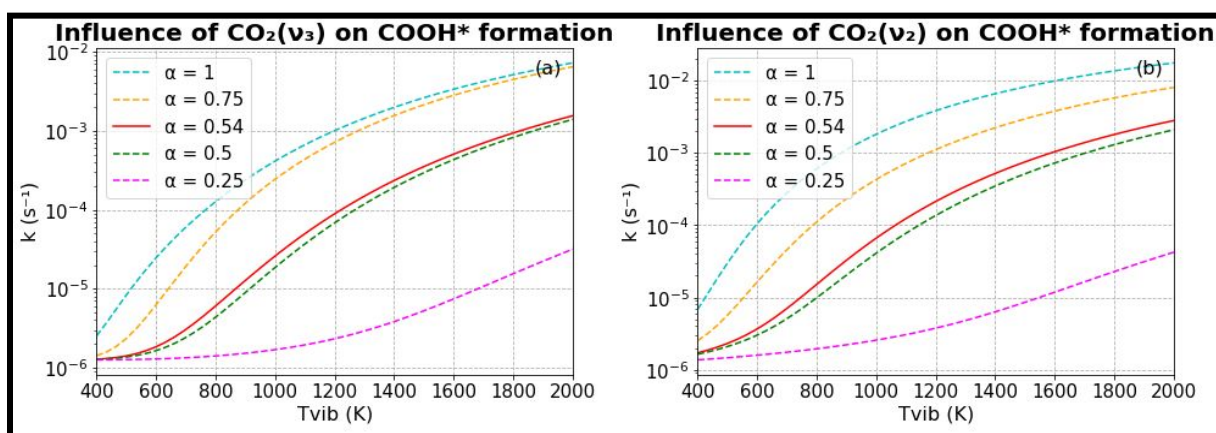 Influence of CO₂(ν₃) on COOH* formation
(a)
α = 1
α = 0.75
α = 0.54
α = 0.5
α = 0.25
k (s⁻¹)
10⁻²
10⁻³
10⁻⁴
10⁻⁵
10⁻⁶
400 600 800 1000 1200 1400 1600 1800 2000
Tvib (K)
Influence of CO₂(ν₂) on COOH* formation
(b)
α = 1
α = 0.75
α = 0.54
α = 0.5
α = 0.25
k (s⁻¹)
10⁻²
10⁻³
10⁻⁴
10⁻⁵
10⁻⁶
400 600 800 1000 1200 1400 1600 1800 2000
Tvib (K)